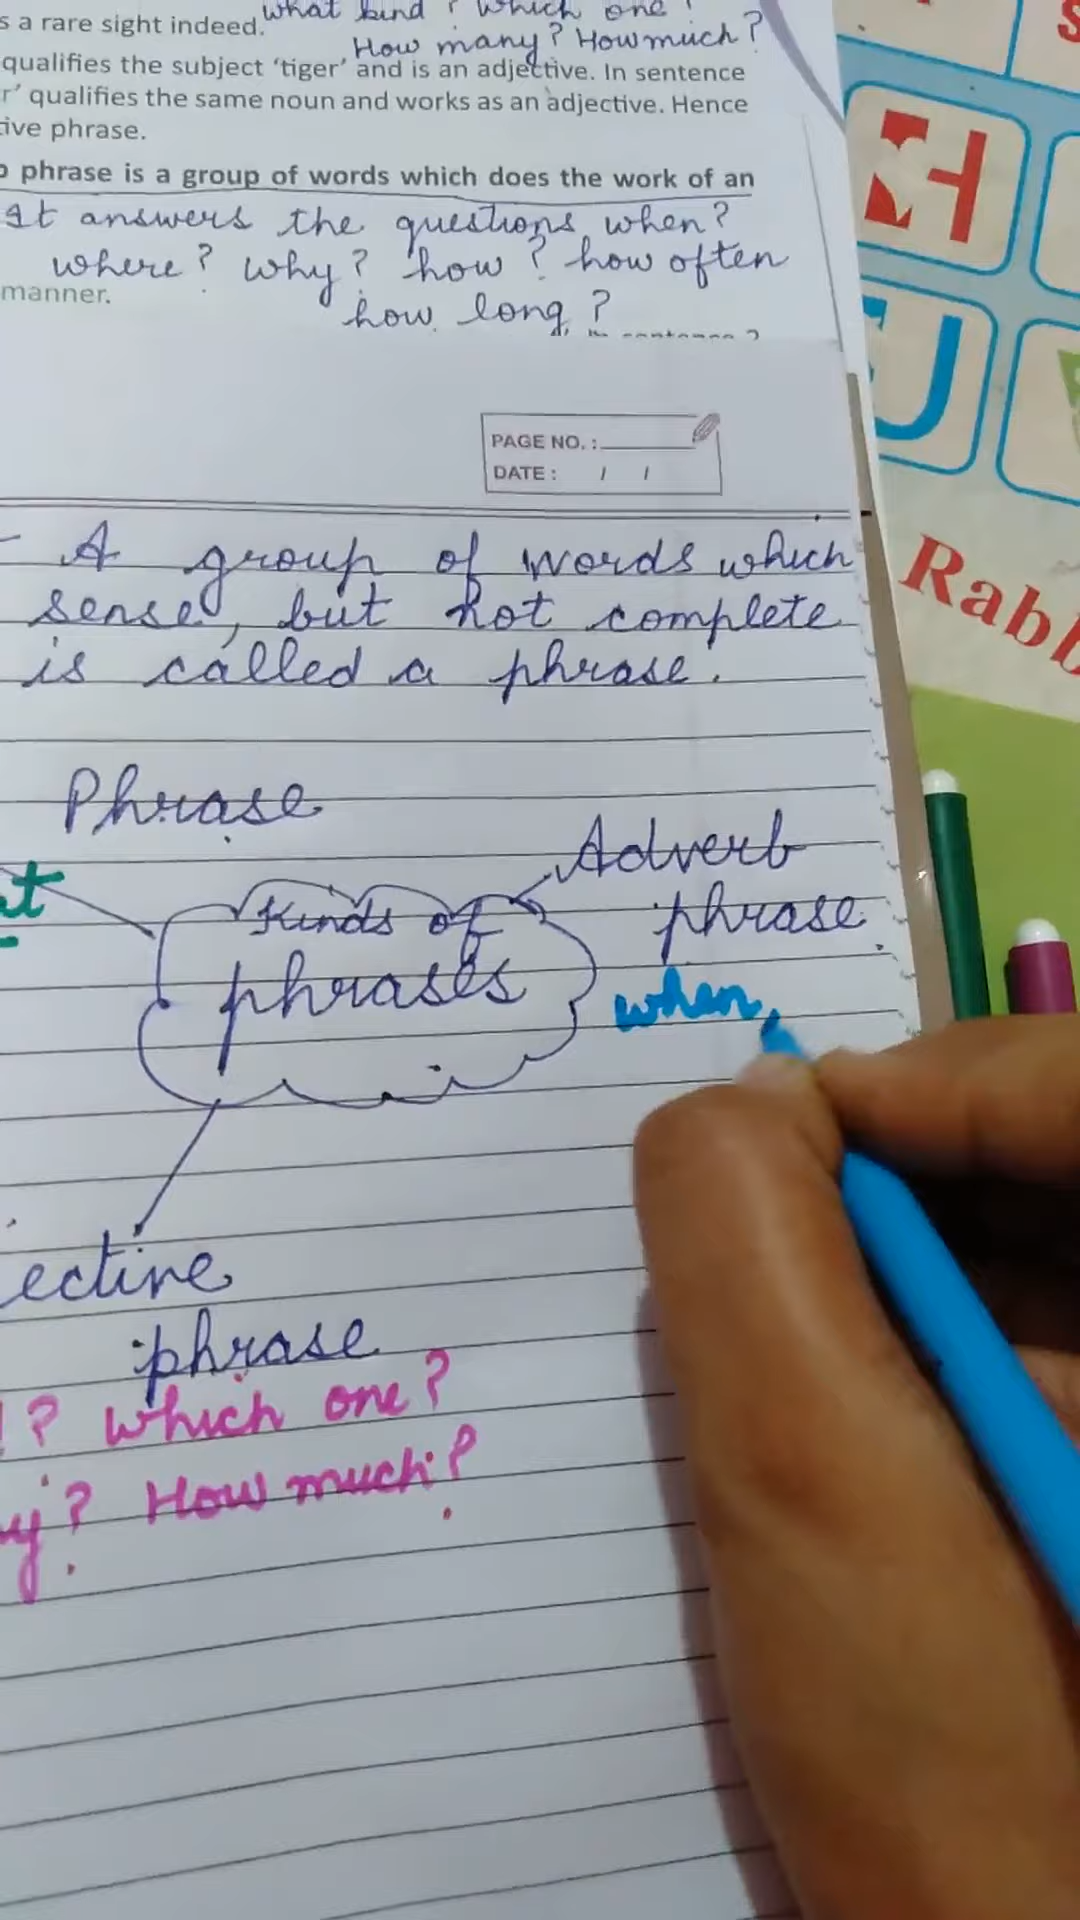 s a rare sight indeed.
what kind? Which one?
How many? How much?
qualifies the subject ‘tiger’ and is an adjective. In sentence
r’ qualifies the same noun and works as an adjective. Hence
ive phrase.
phrase is a group of words which does the work of an
It answers the questions when?
where? why? how? how often
manner.
how long?
PAGE NO. :
DATE : / /
- A group of words which
sense, but not complete
is called a phrase.
Phrase
Kinds of
phrases
Adverb
phrase
when,
ective
phrase
? Which one?
y? How much?
H
U
Rabb